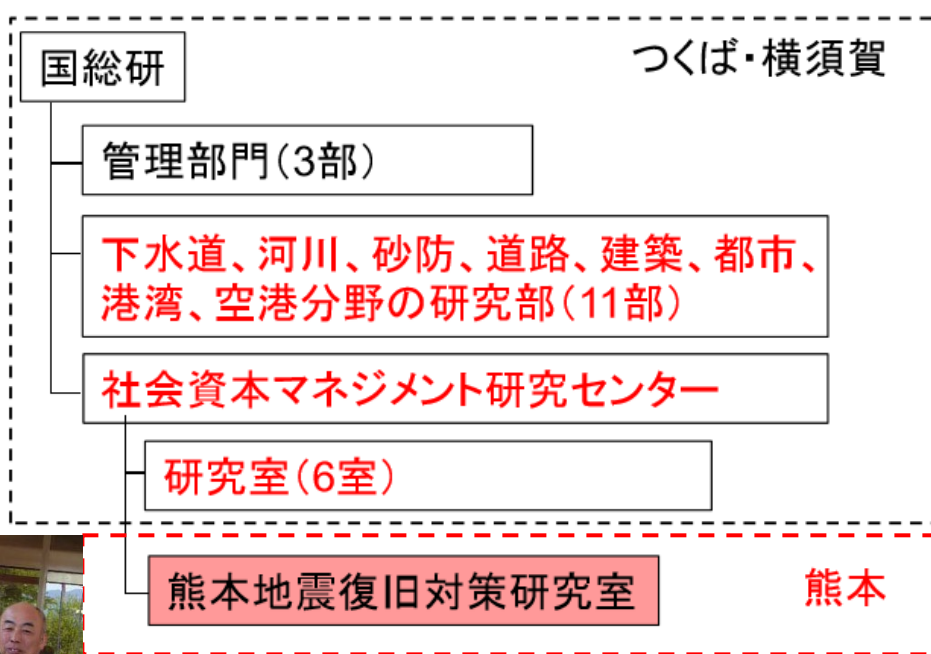 国総研
つくば・横須賀
管理部門(3部)
下水道、河川、砂防、道路、建築、都市、
港湾、空港分野の研究部(11部)
社会資本マネジメント研究センター
研究室(6室)
熊本地震復旧対策研究室
熊本